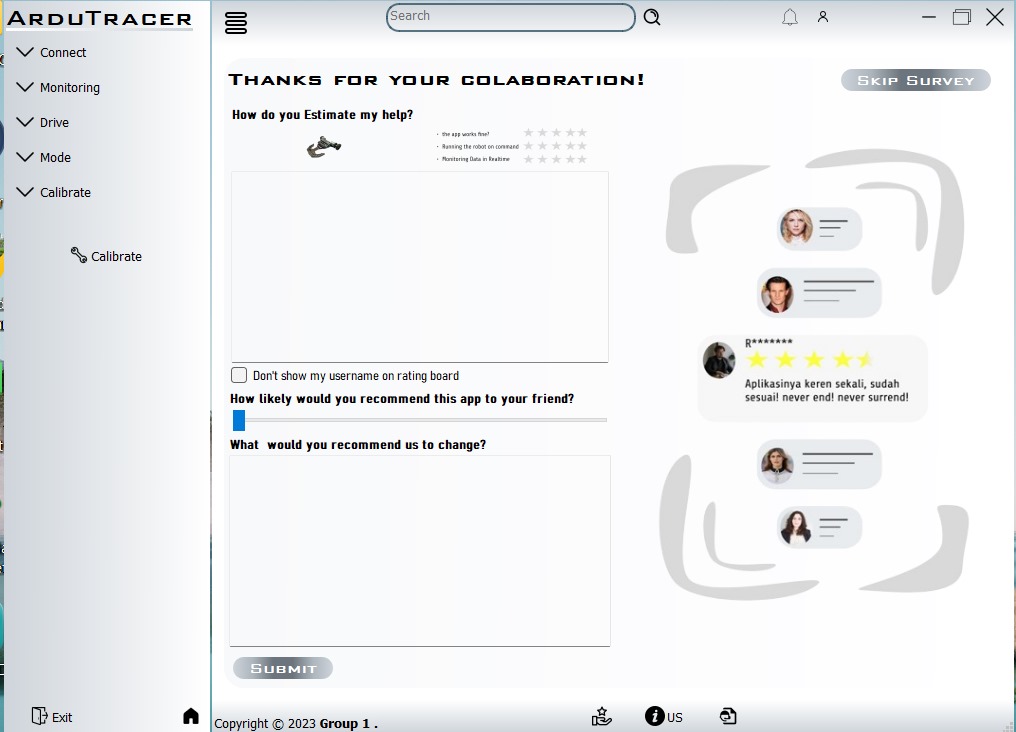 ArduTracer
Search
Connect
Monitoring
Drive
Mode
Calibrate
Calibrate
Thanks for your colaboration!
Skip Survey
How do you Estimate my help?
· the app works fine?
· Running the robot on command
· Monitoring Data in Realtime
Don't show my username on rating board
How likely would you recommend this app to your friend?
What  would you recommend us to change?
R*******
Aplikasinya keren sekali, sudah
sesuai! never end! never surrend!
Submit
Exit
Copyright © 2023 Group 1 .
US